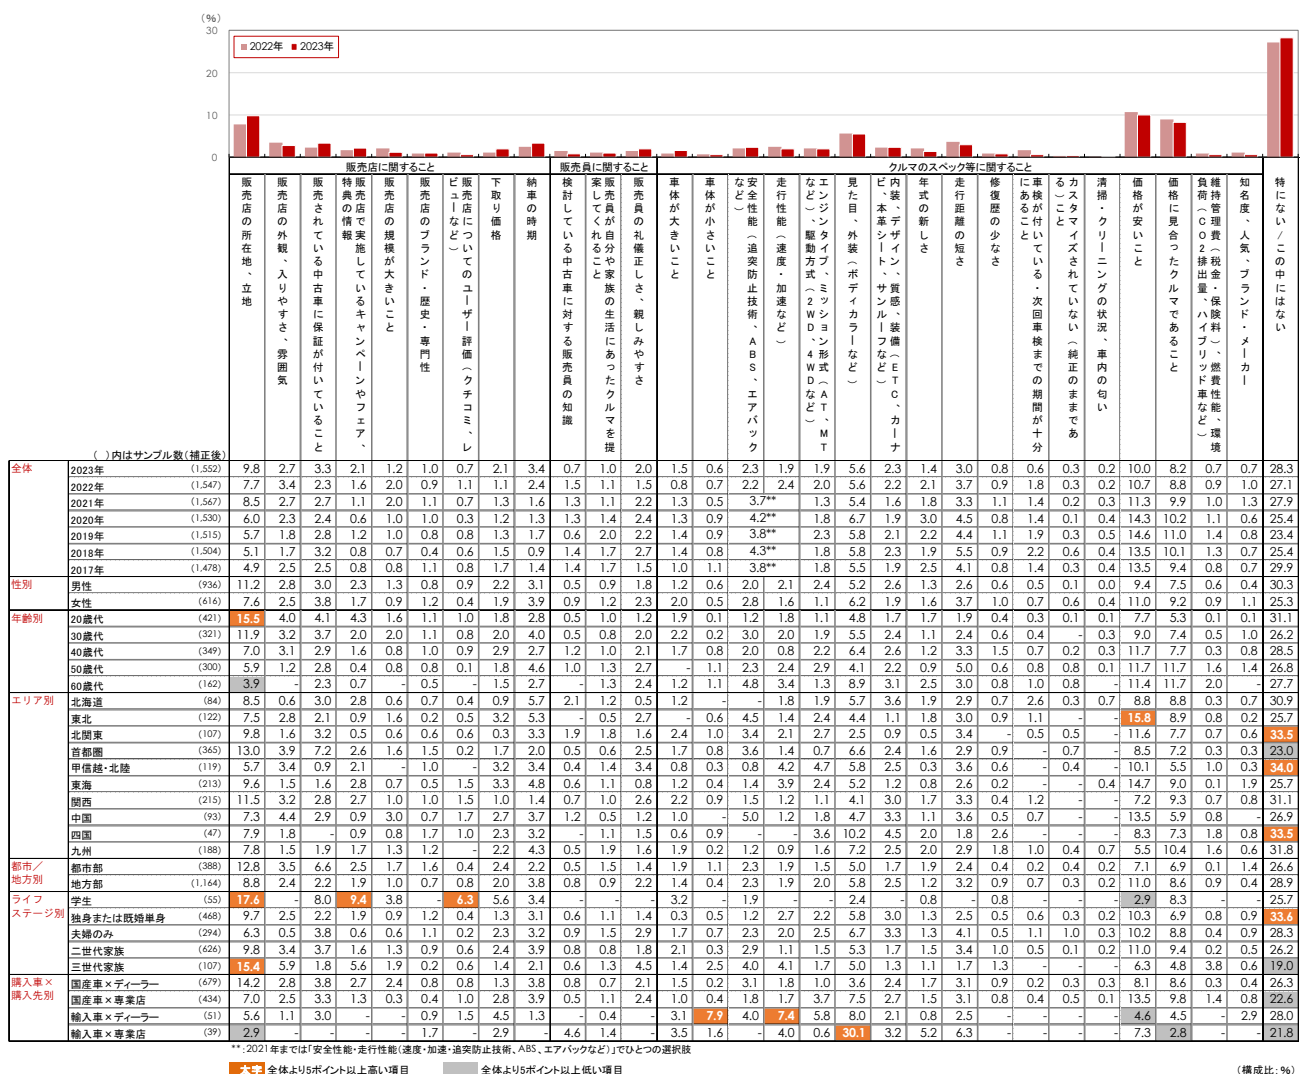 (%)
30
20
10
0
2022年 2023年
販売店に関すること 販売員に関すること クルマのスペック等に関すること
販売店の所在地、立地
販売店の外観、入りやすさ、雰囲気
販売されている中古車に保証が付いていること
販売店で実施しているキャンペーンやフェア、
特典の情報
販売店の規模が大きいこと
販売店のブランド・歴史・専門性
販売店についてのユーザー評価(クチコミ、レ
ビューなど)
下取り価格
納車の時期
検討している中古車に対する販売員の知識
販売員が自分や家族の生活にあったクルマを提
案してくれること
販売員の礼儀正しさ、親しみやすさ
車体が大きいこと
車体が小さいこと
安全性能(追突防止技術、ABS、エアバック
など)
走行性能(速度・加速など)
エンジンタイプ、ミッション形式(AT、MT
など)、駆動方式(2WD、4WDなど)
見た目、外装(ボディカラーなど)
内装、デザイン、質感、装備(ETC、カーナ
ビ、本革シート、サンルーフなど)
年式の新しさ
走行距離の短さ
修復歴の少なさ
車検が付いている・次回車検までの期間が十分
にあること
カスタマイズされていない(純正のままであ
る)こと
清掃・クリーニングの状況、車内の匂い
価格が安いこと
価格に見合ったクルマであること
維持管理費(税金・保険料)、燃費性能、環境
負荷(CO2排出量、ハイブリッド車など)
知名度、人気、ブランド・メーカー
特にない/この中にはない
( )内はサンプル数(補正後)
全体 2023年 (1,552) 9.8 2.7 3.3 2.1 1.2 1.0 0.7 2.1 3.4 0.7 1.0 2.0 1.5 0.6 2.3 1.9 1.9 5.6 2.3 1.4 3.0 0.8 0.6 0.3 0.2 10.0 8.2 0.7 0.7 28.3
2022年 (1,547) 7.7 3.4 2.3 1.6 2.0 0.9 1.1 1.1 2.4 1.5 1.1 1.5 0.8 0.7 2.2 2.4 2.0 5.6 2.2 2.1 3.7 0.9 1.8 0.3 0.2 10.7 8.8 0.9 1.0 27.1
2021年 (1,567) 8.5 2.7 2.7 1.1 2.0 1.1 0.7 1.3 1.6 1.3 1.1 2.2 1.3 0.5 3.7** 1.3 5.4 1.6 1.8 3.3 1.1 1.4 0.2 0.3 11.3 9.9 1.0 1.3 27.9
2020年 (1,530) 6.0 2.3 2.4 0.6 1.0 1.0 0.3 1.2 1.3 1.3 1.4 2.4 1.3 0.9 4.2** 1.8 6.7 1.9 3.0 4.5 0.8 1.4 0.1 0.4 14.3 10.2 1.1 0.6 25.4
2019年 (1,515) 5.7 1.8 2.8 1.2 1.0 0.8 0.8 1.3 1.7 0.6 2.0 2.2 1.4 0.9 3.8** 2.3 5.8 2.1 2.2 4.4 1.1 1.9 0.3 0.5 14.6 11.0 1.4 0.8 23.4
2018年 (1,504) 5.1 1.7 3.2 0.8 0.7 0.4 0.6 1.5 0.9 1.4 1.7 2.7 1.4 0.8 4.3** 1.8 5.8 2.3 1.9 5.5 0.9 2.2 0.6 0.4 13.5 10.1 1.3 0.7 25.4
2017年 (1,478) 4.9 2.5 2.5 0.8 0.8 1.1 0.8 1.7 1.4 1.4 1.7 1.5 1.0 1.1 3.8** 1.8 5.5 1.9 2.5 4.1 0.8 1.4 0.3 0.4 13.5 9.4 0.8 0.7 29.9
性別 男性 (936) 11.2 2.8 3.0 2.3 1.3 0.8 0.9 2.2 3.1 0.5 0.9 1.8 1.2 0.6 2.0 2.1 2.4 5.2 2.6 1.3 2.6 0.6 0.5 0.1 0.0 9.4 7.5 0.6 0.4 30.3
女性 (616) 7.6 2.5 3.8 1.7 0.9 1.2 0.4 1.9 3.9 0.9 1.2 2.3 2.0 0.5 2.8 1.6 1.1 6.2 1.9 1.6 3.7 1.0 0.7 0.6 0.4 11.0 9.2 0.9 1.1 25.3
年齢別 20歳代 (421) 15.5 4.0 4.1 4.3 1.6 1.1 1.0 1.8 2.8 0.5 1.0 1.2 1.9 0.1 1.2 1.8 1.1 4.8 1.7 1.7 1.9 0.4 0.3 0.1 0.1 7.7 5.3 0.1 0.1 31.1
30歳代 (321) 11.9 3.2 3.7 2.0 2.0 1.1 0.8 2.0 4.0 0.5 0.8 2.0 2.2 0.2 3.0 2.0 1.9 5.5 2.4 1.1 2.4 0.6 0.4 - 0.3 9.0 7.4 0.5 1.0 26.2
40歳代 (349) 7.0 3.1 2.9 1.6 0.8 1.0 0.9 2.9 2.7 1.2 1.0 2.1 1.7 0.8 2.0 0.8 2.2 6.4 2.6 1.2 3.3 1.5 0.7 0.2 0.3 11.7 7.7 0.3 0.8 28.5
50歳代 (300) 5.9 1.2 2.8 0.4 0.8 0.8 0.1 1.8 4.6 1.0 1.3 2.7 - 1.1 2.3 2.4 2.9 4.1 2.2 0.9 5.0 0.6 0.8 0.8 0.1 11.7 11.7 1.6 1.4 26.8
60歳代 (162) 3.9 - 2.3 0.7 - 0.5 - 1.5 2.7 - 1.3 2.4 1.2 1.1 4.8 3.4 1.3 8.9 3.1 2.5 3.0 0.8 1.0 0.8 - 11.4 11.7 2.0 - 27.7
エリア別 北海道 (84) 8.5 0.6 3.0 2.8 0.6 0.7 0.4 0.9 5.7 2.1 1.2 0.5 1.2 - - 1.8 1.9 5.7 3.6 1.9 2.9 0.7 2.6 0.3 0.7 8.8 8.8 0.3 0.7 30.9
東北 (122) 7.5 2.8 2.1 0.9 1.6 0.2 0.5 3.2 5.3 - 0.5 2.7 - 0.6 4.5 1.4 2.4 4.4 1.1 1.8 3.0 0.9 1.1 - - 15.8 8.9 0.8 0.2 25.7
北関東 (107) 9.8 1.6 3.2 0.5 0.6 0.6 0.6 0.3 3.3 1.9 1.8 1.6 2.4 1.0 3.4 2.1 2.7 2.5 0.9 0.5 3.4 - 0.5 0.5 - 11.6 7.7 0.7 0.6 33.5
首都圏 (365) 13.0 3.9 7.2 2.6 1.6 1.5 0.2 1.7 2.0 0.5 0.6 2.5 1.7 0.8 3.6 1.4 0.7 6.6 2.4 1.6 2.9 0.9 - 0.7 - 8.5 7.2 0.3 0.3 23.0
甲信越・北陸 (119) 5.7 3.4 0.9 2.1 - 1.0 - 3.2 3.4 0.4 1.4 3.4 0.8 0.3 0.8 4.2 4.7 5.8 2.5 0.3 3.6 0.6 - 0.4 - 10.1 5.5 1.0 0.3 34.0
東海 (213) 9.6 1.5 1.6 2.8 0.7 0.5 1.5 3.3 4.8 0.6 1.1 0.8 1.2 0.4 1.4 3.9 2.4 5.2 1.2 0.8 2.6 0.2 - - 0.4 14.7 9.0 0.1 1.9 25.7
関西 (215) 11.5 3.2 2.8 2.7 1.0 1.0 1.5 1.0 1.4 0.7 1.0 2.6 2.2 0.9 1.5 1.2 1.1 4.1 3.0 1.7 3.3 0.4 1.2 - - 7.2 9.3 0.7 0.8 31.1
中国 (93) 7.3 4.4 2.9 0.9 3.0 0.7 1.7 2.7 3.7 1.2 0.5 1.2 1.0 - 5.0 1.2 1.8 4.7 3.3 1.1 3.6 0.5 0.7 - - 13.5 5.9 0.8 - 26.9
四国 (47) 7.9 1.8 - 0.9 0.8 1.7 1.0 2.3 3.2 - 1.1 1.5 0.6 0.9 - - 3.6 10.2 4.5 2.0 1.8 2.6 - - - 8.3 7.3 1.8 0.8 33.5
九州 (188) 7.8 1.5 1.9 1.7 1.3 1.2 - 2.2 4.3 0.5 1.9 1.6 1.9 0.2 1.2 0.9 1.6 7.2 2.5 2.0 2.9 1.8 1.0 0.4 0.7 5.5 10.4 1.6 0.6 31.8
都市/ 都市部 (388) 12.8 3.5 6.6 2.5 1.7 1.6 0.4 2.4 2.2 0.5 1.5 1.4 1.9 1.1 2.3 1.9 1.5 5.0 1.7 1.9 2.4 0.4 0.2 0.4 0.2 7.1 6.9 0.1 1.4 26.6
地方別 地方部 (1,164) 8.8 2.4 2.2 1.9 1.0 0.7 0.8 2.0 3.8 0.8 0.9 2.2 1.4 0.4 2.3 1.9 2.0 5.8 2.5 1.2 3.2 0.9 0.7 0.3 0.2 11.0 8.6 0.9 0.4 28.9
ライフ 学生 (55) 17.6 - 8.0 9.4 3.8 - 6.3 5.6 3.4 - - - 3.2 - 1.9 - - 2.4 - 0.8 - 0.8 - - - 2.9 8.3 - - 25.7
ステージ別 独身または既婚単身 (468) 9.7 2.5 2.2 1.9 0.9 1.2 0.4 1.3 3.1 0.6 1.1 1.4 0.3 0.5 1.2 2.7 2.2 5.8 3.0 1.3 2.5 0.5 0.6 0.3 0.2 10.3 6.9 0.8 0.9 33.6
夫婦のみ (294) 6.3 0.5 3.8 0.6 0.6 1.1 0.2 2.3 3.2 0.9 1.5 2.9 1.7 0.7 2.3 2.0 2.5 6.7 3.3 1.3 4.1 0.5 1.1 1.0 0.3 10.2 8.8 0.4 0.9 28.3
二世代家族 (626) 9.8 3.4 3.7 1.6 1.3 0.9 0.6 2.4 3.9 0.8 0.8 1.8 2.1 0.3 2.9 1.1 1.5 5.3 1.7 1.5 3.4 1.0 0.5 0.1 0.2 11.0 9.4 0.2 0.5 26.2
三世代家族 (107) 15.4 5.9 1.8 5.6 1.9 0.2 0.6 1.4 2.1 0.6 1.3 4.5 1.4 2.5 4.0 4.1 1.7 5.0 1.3 1.1 1.7 1.3 - - - 6.3 4.8 3.8 0.6 19.0
購入車× 国産車×ディーラー (679) 14.2 2.8 3.8 2.7 2.4 0.8 0.8 1.3 3.8 0.8 0.7 2.1 1.5 0.2 3.1 1.8 1.0 3.6 2.4 1.7 3.1 0.9 0.2 0.3 0.3 8.1 8.6 0.3 0.4 26.3
購入先別 国産車×専業店 (434) 7.0 2.5 3.3 1.3 0.3 0.4 1.0 2.8 3.9 0.5 1.1 2.4 1.0 0.4 1.8 1.7 3.7 7.5 2.7 1.5 3.1 0.8 0.4 0.5 0.1 13.5 9.8 1.4 0.8 22.6
輸入車×ディーラー (51) 5.6 1.1 3.0 - - 0.9 1.5 4.5 1.3 - 0.4 - 3.1 7.9 4.0 7.4 5.8 8.0 2.1 0.8 2.5 - - - - 4.6 4.5 - 2.9 28.0
輸入車×専業店 (39) 2.9 - - - - 1.7 - 2.9 - 4.6 1.4 - 3.5 1.6 - 4.0 0.6 30.1 3.2 5.2 6.3 - - - - 7.3 2.8 - - 21.8
**:2021年までは「安全性能・走行性能(速度・加速・追突防止技術、ABS、エアバックなど)」でひとつの選択肢
太字 全体より5ポイント以上高い項目 全体より5ポイント以上低い項目 (構成比:%)